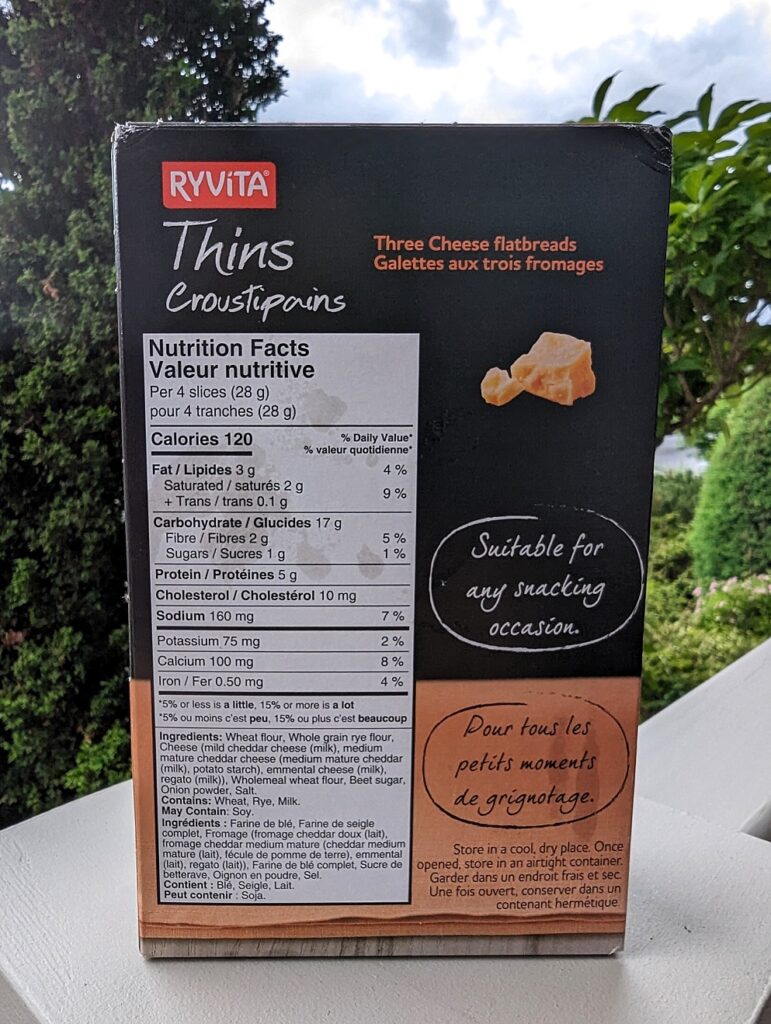 RYVITA®
Thins
Croustipains
Three Cheese flatbreads
Galettes aux trois fromages
Nutrition Facts
Valeur nutritive
Per 4 slices (28 g)
pour 4 tranches (28 g)
Calories 120
% Daily Value*
% valeur quotidienne*
Fat / Lipides 3 g 4 %
Saturated / saturés 2 g
+ Trans / trans 0.1 g 9 %
Carbohydrate / Glucides 17 g
Fibre / Fibres 2 g 5 %
Sugars / Sucres 1 g 1 %
Protein / Protéines 5 g
Cholesterol / Cholestérol 10 mg
Sodium 160 mg 7 %
Potassium 75 mg 2 %
Calcium 100 mg 8 %
Iron / Fer 0.50 mg 4 %
*5% or less is a little, 15% or more is a lot
*5% ou moins c'est peu, 15% ou plus c'est beaucoup
Ingredients: Wheat flour, Whole grain rye flour,
Cheese (mild cheddar cheese (milk), medium
mature cheddar cheese (medium mature cheddar
(milk), potato starch), emmental cheese (milk),
regato (milk)), Wholemeal wheat flour, Beet sugar,
Onion powder, Salt.
Contains: Wheat, Rye, Milk.
May Contain: Soy.
Ingrédients : Farine de blé, Farine de seigle
complet, Fromage (fromage cheddar doux (lait),
fromage cheddar medium mature (cheddar medium
mature (lait), fécule de pomme de terre), emmental
(lait), regato (lait)), Farine de blé complet, Sucre de
betterave, Oignon en poudre, Sel.
Contient : Blé, Seigle, Lait.
Peut contenir : Soja.
Suitable for
any snacking
occasion.
Pour tous les
petits moments
de grignotage.
Store in a cool, dry place. Once
opened, store in an airtight container.
Garder dans un endroit frais et sec.
Une fois ouvert, conserver dans un
contenant hermétique.